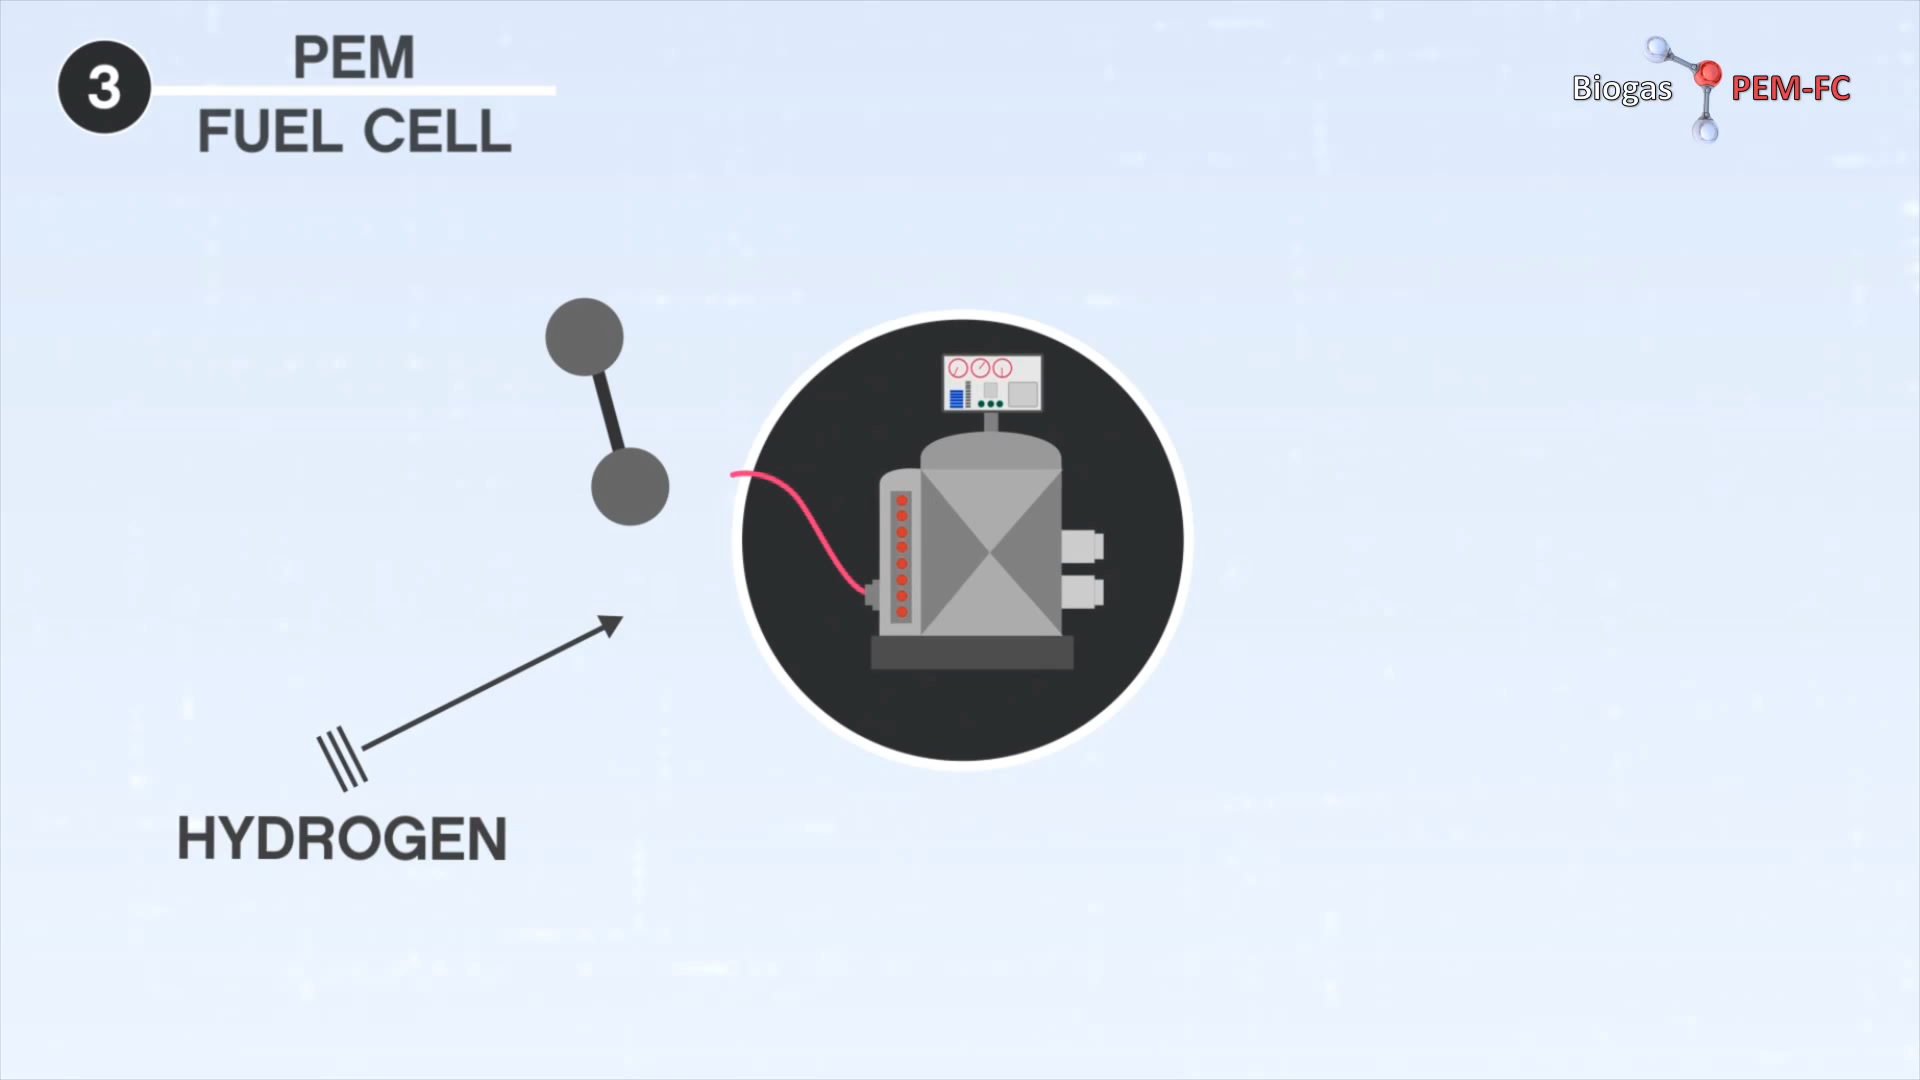 3
PEM
FUEL CELL
Biogas PEM-FC
HYDROGEN